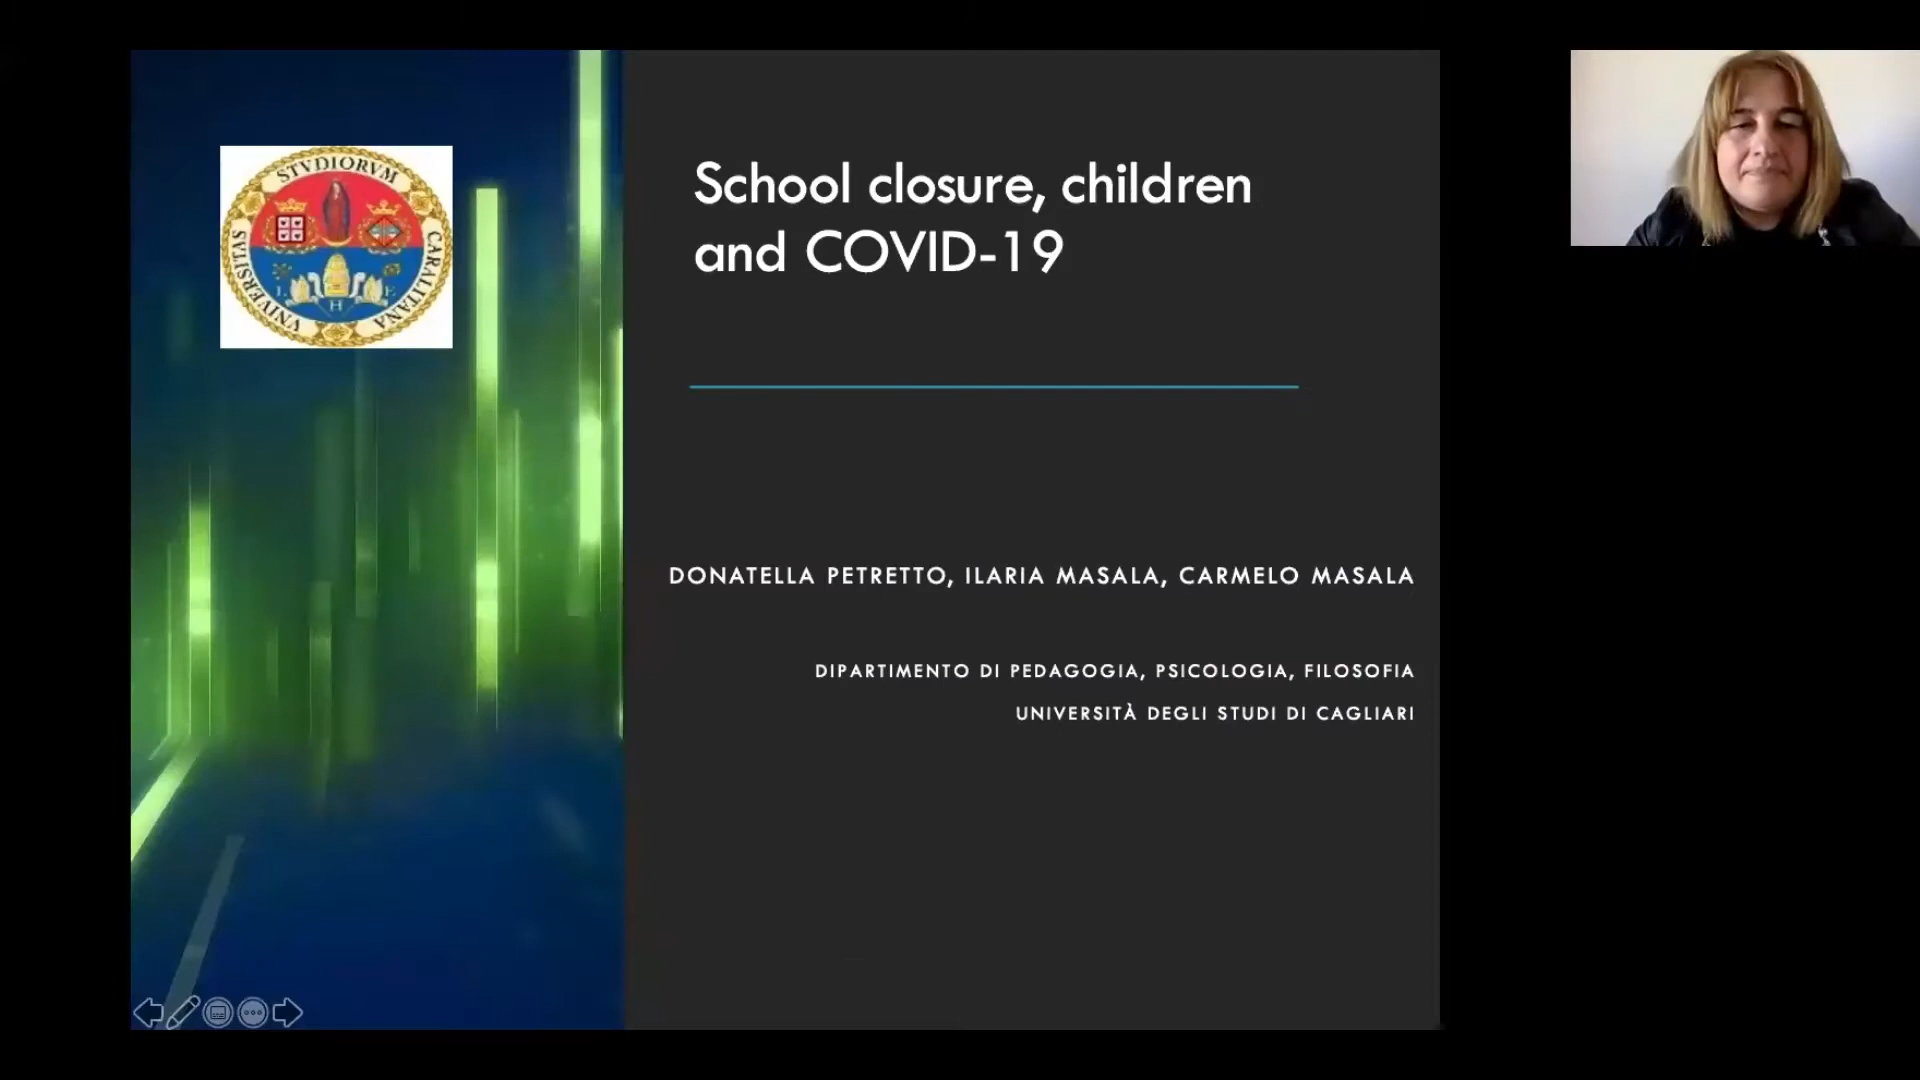 STVDIORVM
VNIVERSITVS
CARALITANA
H
School closure, children
and COVID-19
DONATELLA PETRETTO, ILARIA MASALA, CARMELO MASALA
DIPARTIMENTO DI PEDAGOGIA, PSICOLOGIA, FILOSOFIA
UNIVERSITÀ DEGLI STUDI DI CAGLIARI